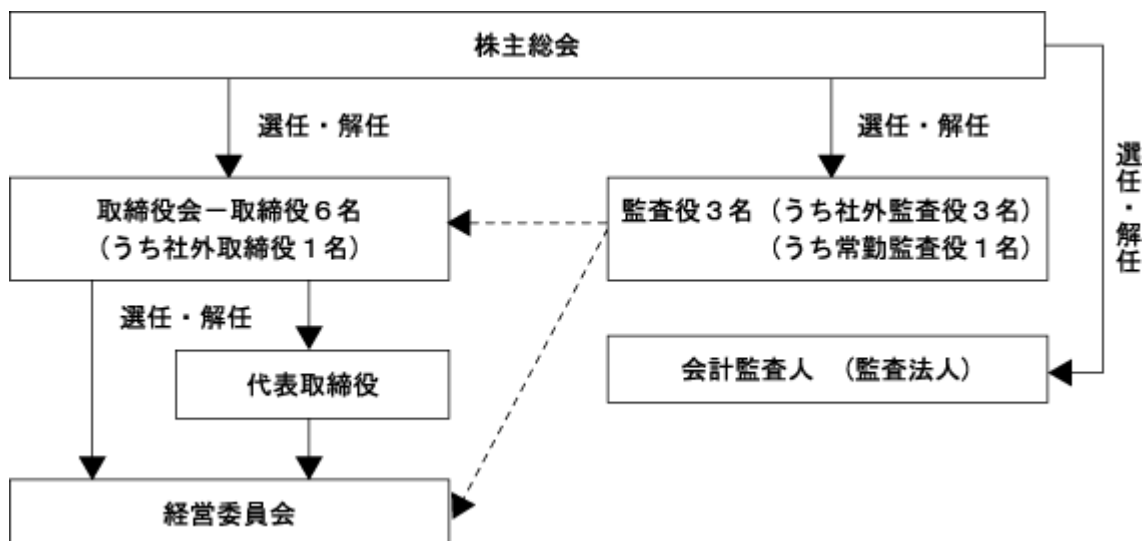 株主総会
選任・解任
選任・解任
選任・解任
取締役会－取締役６名
（うち社外取締役１名）
監査役３名（うち社外監査役３名）
（うち常勤監査役１名）
選任・解任
代表取締役
会計監査人　（監査法人）
経営委員会